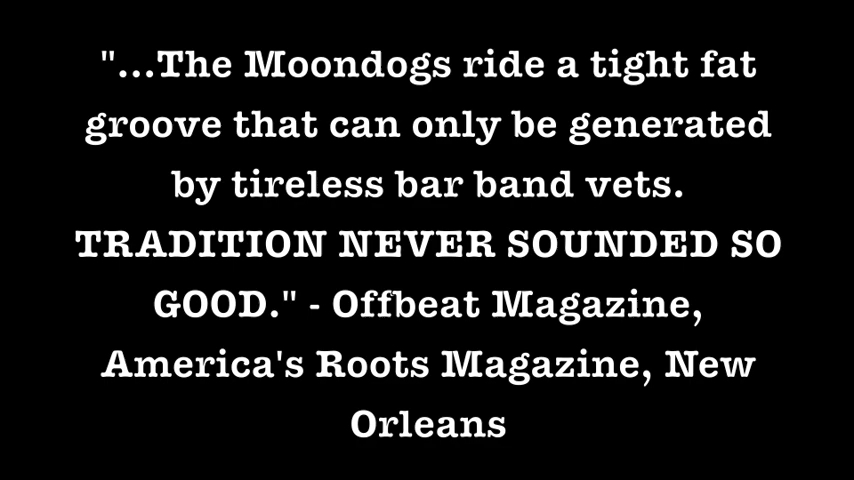 "...The Moondogs ride a tight fat
groove that can only be generated
by tireless bar band vets.
TRADITION NEVER SOUNDED SO
GOOD." - Offbeat Magazine,
America's Roots Magazine, New
Orleans